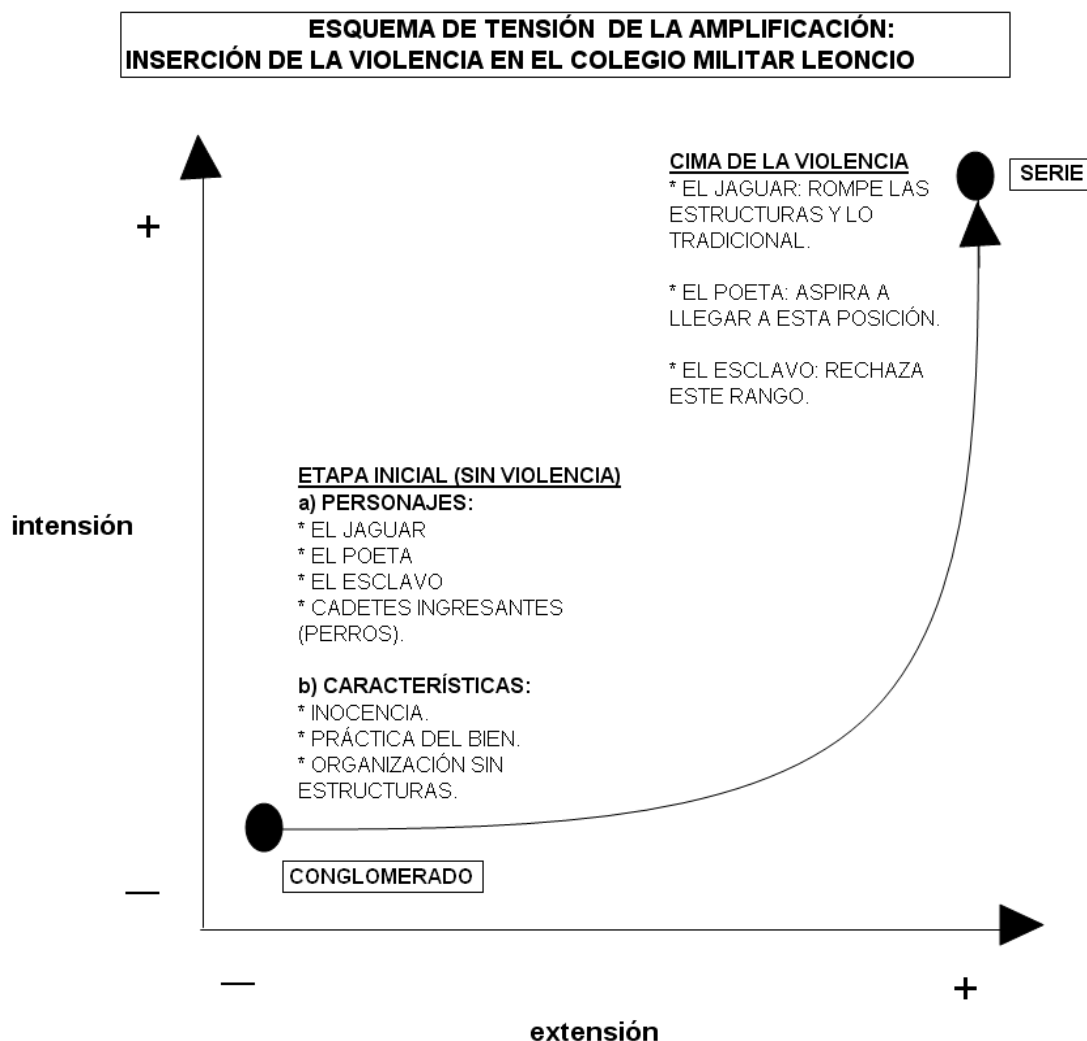 ESQUEMA DE TENSIÓN DE LA AMPLIFICACIÓN:
INSERCIÓN DE LA VIOLENCIA EN EL COLEGIO MILITAR LEONCIO
CIMA DE LA VIOLENCIA
* EL JAGUAR: ROMPE LAS
ESTRUCTURAS Y LO
TRADICIONAL.
* EL POETA: ASPIRA A
LLEGAR A ESTA POSICIÓN.
* EL ESCLAVO: RECHAZA
ESTE RANGO.
SERIE
+
ETAPA INICIAL (SIN VIOLENCIA)
a) PERSONAJES:
* EL JAGUAR
* EL POETA
* EL ESCLAVO
* CADETES INGRESANTES
(PERROS).
intensión
b) CARACTERÍSTICAS:
* INOCENCIA.
* PRÁCTICA DEL BIEN.
* ORGANIZACIÓN SIN
ESTRUCTURAS.
CONGLOMERADO
—
—
+
extensión